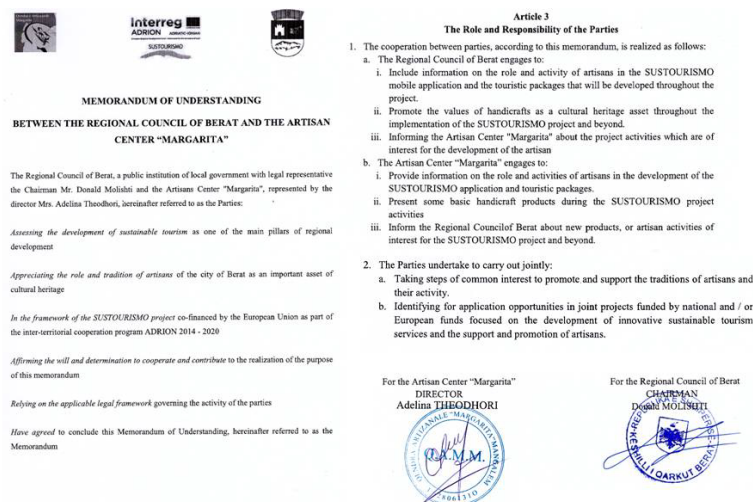 Interreg
ADRION ADRIATIC-IONIAN
SUSTOURISMO
MEMORANDUM OF UNDERSTANDING
BETWEEN THE REGIONAL COUNCIL OF BERAT AND THE ARTISAN
CENTER “MARGARITA”
The Regional Council of Berat, a public institution of local government with legal representative
the Chairman Mr. Donald Molishti and the Artisans Center "Margarita", represented by the
director Mrs. Adelina Theodhori, hereinafter referred to as the Parties:
Assessing the development of sustainable tourism as one of the main pillars of regional
development
Appreciating the role and tradition of artisans of the city of Berat as an important asset of
cultural heritage
In the framework of the SUSTOURISMO project co-financed by the European Union as part of
the inter-territorial cooperation program ADRION 2014 - 2020
Affirming the will and determination to cooperate and contribute to the realization of the purpose
of this memorandum
Relying on the applicable legal framework governing the activity of the parties
Have agreed to conclude this Memorandum of Understanding, hereinafter referred to as the
Memorandum
Article 3
The Role and Responsibility of the Parties
1. The cooperation between parties, according to this memorandum, is realized as follows:
a. The Regional Council of Berat engages to:
i. Include information on the role and activity of artisans in the SUSTOURISMO
mobile application and the touristic packages that will be developed throughout the
project.
ii. Promote the values of handicrafts as a cultural heritage asset throughout the
implementation of the SUSTOURISMO project and beyond.
iii. Informing the Artisan Center "Margarita" about the project activities which are of
interest for the development of the artisan
b. The Artisan Center “Margarita” engages to:
i. Provide information on the role and activities of artisans in the development of the
SUSTOURISMO application and touristic packages.
ii. Present some basic handicraft products during the SUSTOURISMO project
activities
iii. Inform the Regional Councilof Berat about new products, or artisan activities of
interest for the SUSTOURISMO project and beyond.
2. The Parties undertake to carry out jointly:
a. Taking steps of common interest to promote and support the traditions of artisans and
their activity.
b. Identifying for application opportunities in joint projects funded by national and / or
European funds focused on the development of innovative sustainable tourism
services and the support and promotion of artisans.
For the Artisan Center “Margarita”
DIRECTOR
Adelina THEODHORI
For the Regional Council of Berat
CHAIRMAN
Donald MOLISHTI